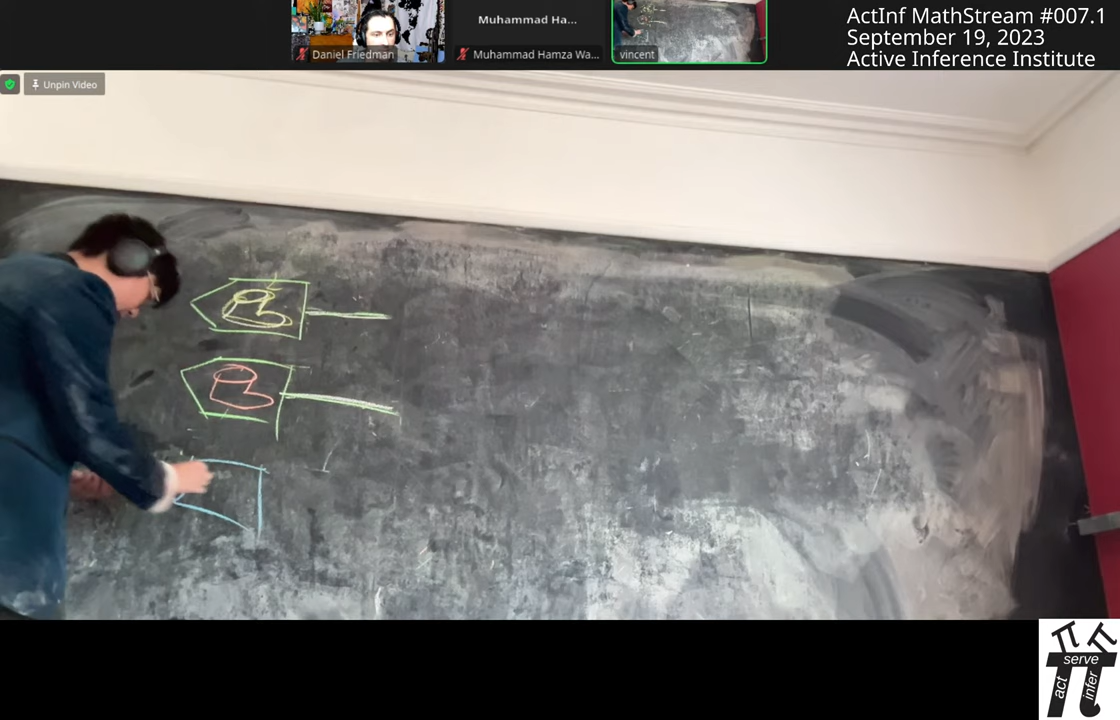 ActInf MathStream #007.1
September 19, 2023
Active Inference Institute
Muhammad Ha...
Daniel Friedman
Muhammad Hamza Wa...
vincent
Unpin Video
serve
act
infer